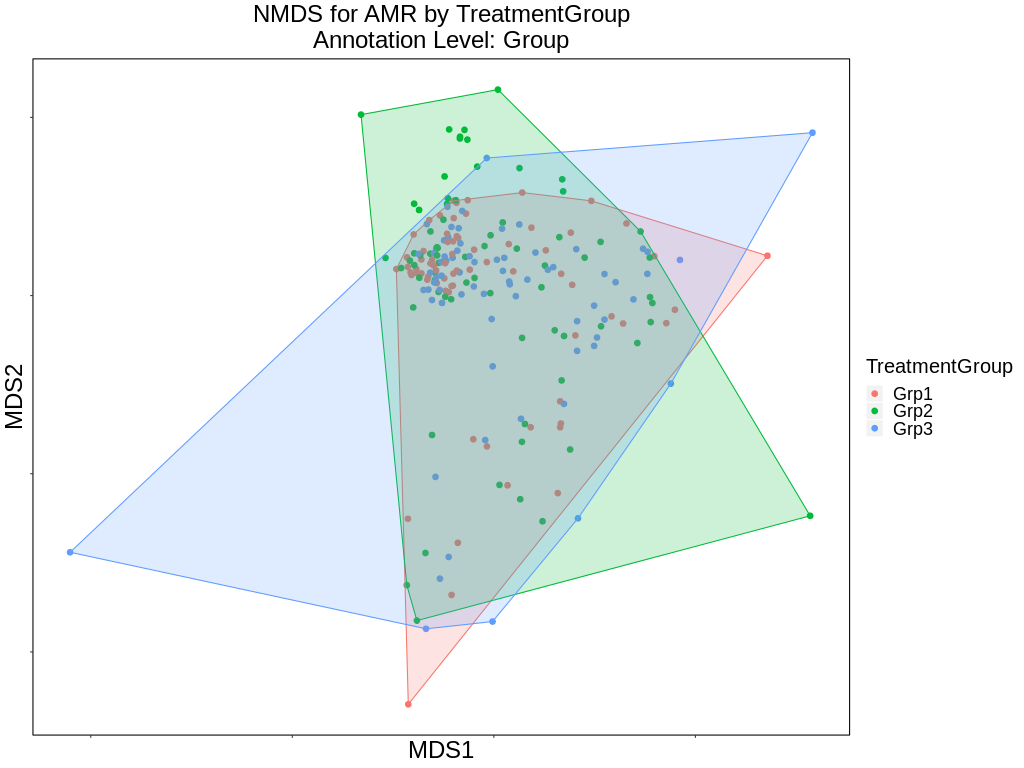 NMDS for AMR by TreatmentGroup
Annotation Level: Group
MDS2
MDS1
TreatmentGroup
Grp1
Grp2
Grp3